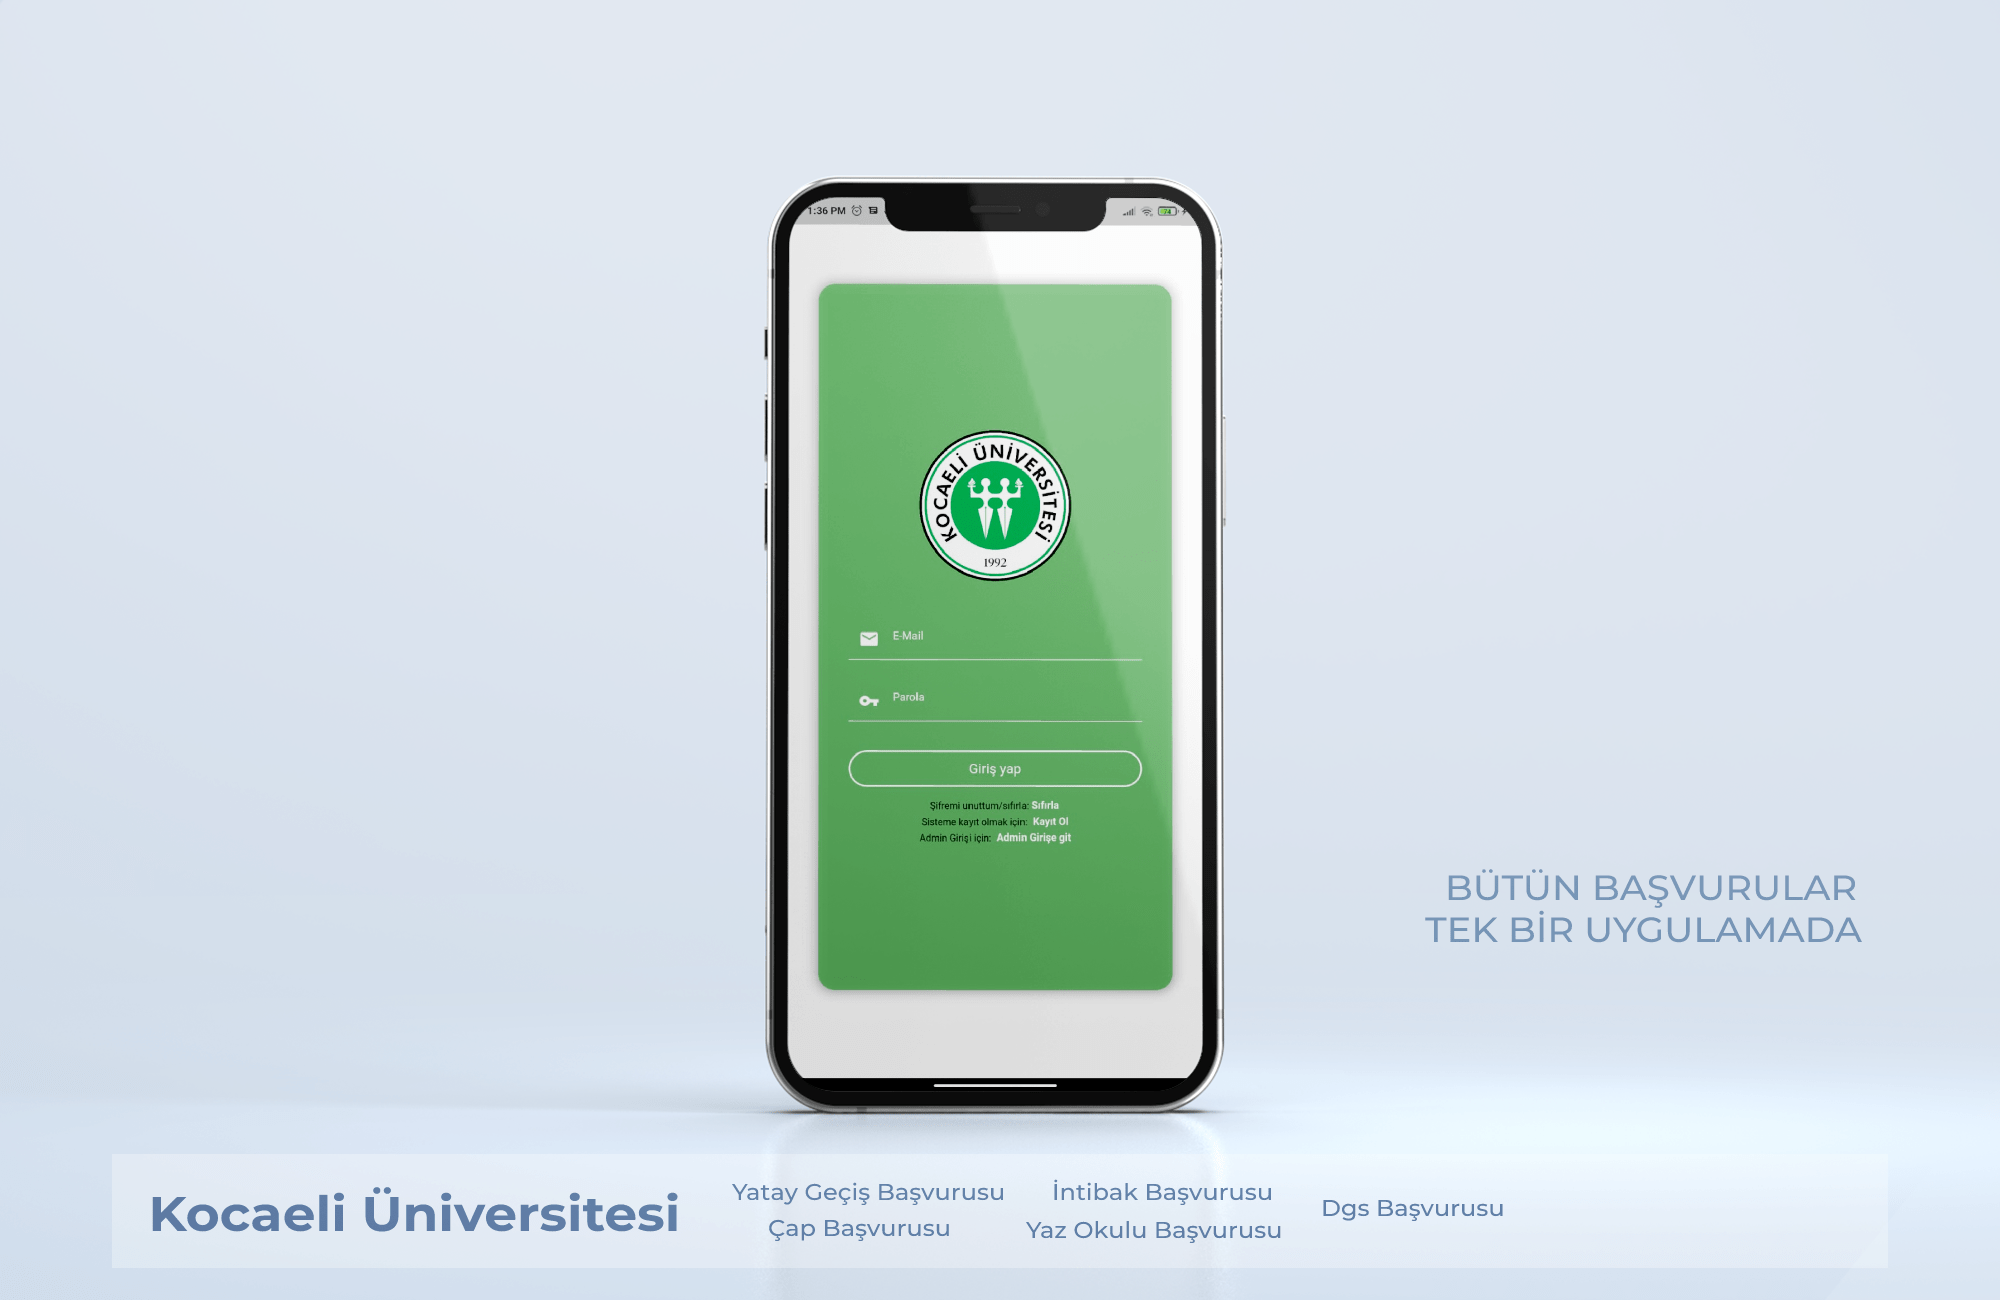 1:36 PM
74
KOCAELİ ÜNİVERSİTESİ
1992
E-Mail
Parola
Giriş yap
Şifremi unuttum/sıfırla: Sıfırla
Sisteme kayıt olmak için: Kayıt Ol
Admin Girişi için: Admin Girişe git
BÜTÜN BAŞVURULAR
TEK BİR UYGULAMADA
Kocaeli Üniversitesi
Yatay Geçiş Başvurusu
Çap Başvurusu
İntibak Başvurusu
Yaz Okulu Başvurusu
Dgs Başvurusu